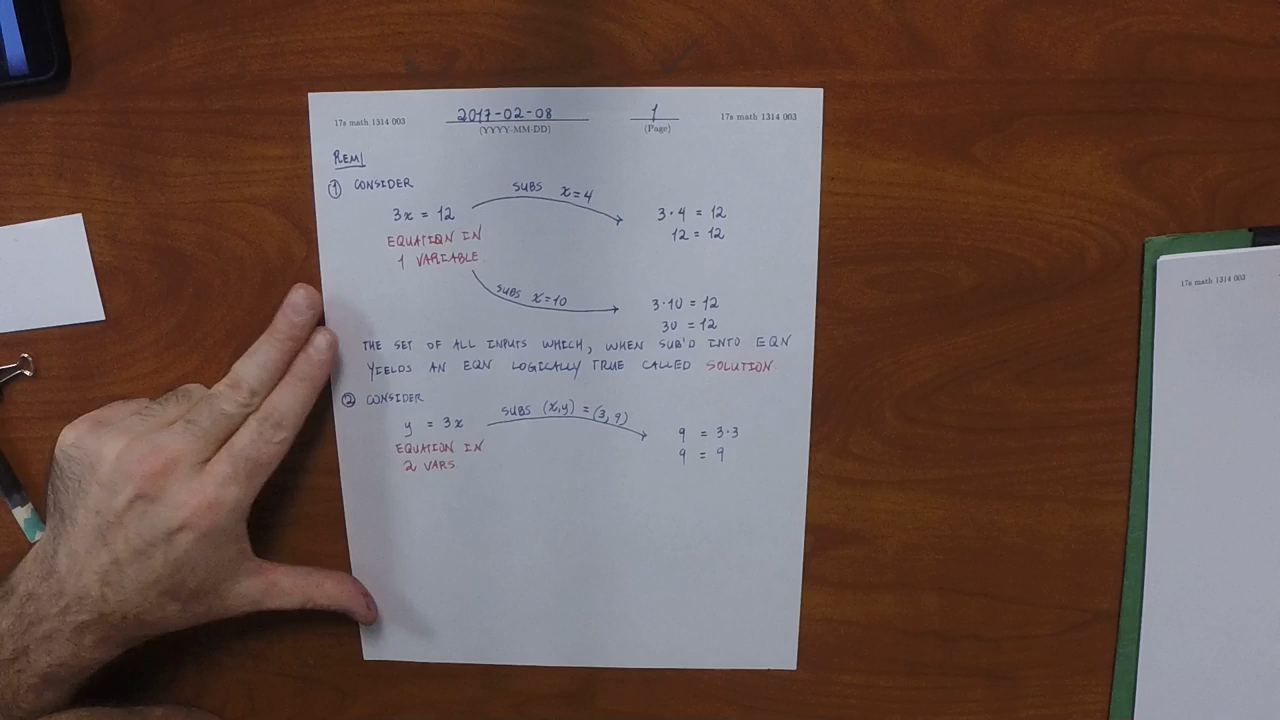 17s math 1314 003 2017-02-08 1 17s math 1314 003
(YYYY-MM-DD) (Page)
REM
① CONSIDER
SUBS x=4
3x = 12
3·4 = 12
12 = 12
EQUATION IN
1 VARIABLE
SUBS x=10
3·10 = 12
30 = 12
THE SET OF ALL INPUTS WHICH, WHEN SUB'D INTO EQN
YIELDS AN EQN LOGICALLY TRUE CALLED SOLUTION.
② CONSIDER
SUBS (x,y) = (3, 9)
y = 3x
9 = 3·3
9 = 9
EQUATION IN
2 VARS.
17s math 1314 003